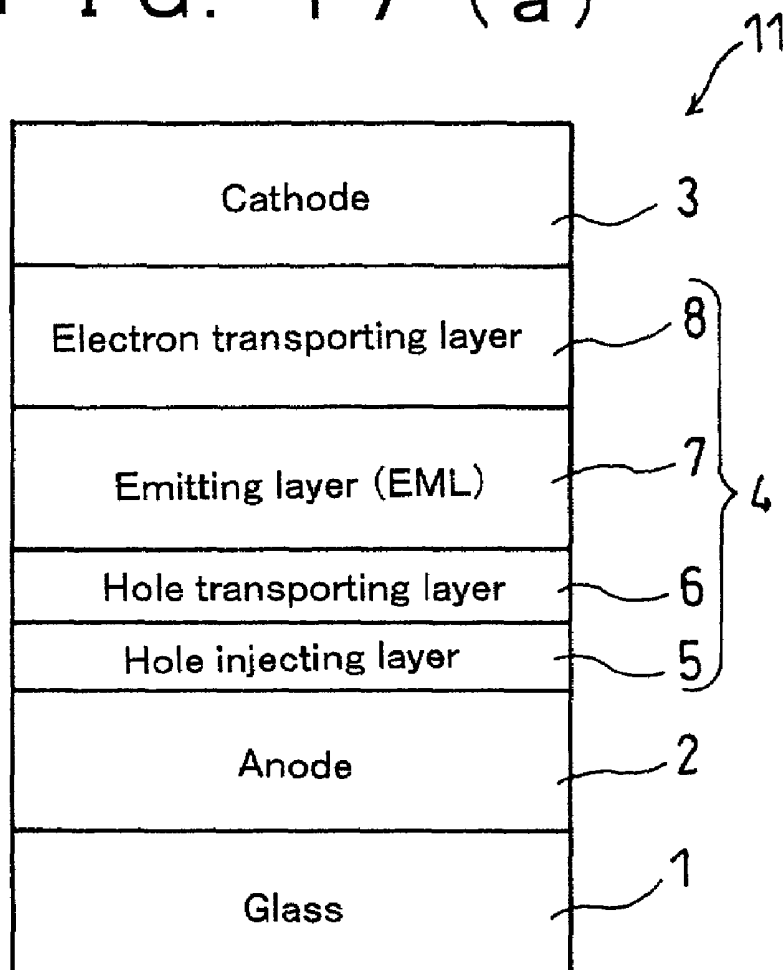 (a)
11
Cathode 3
Electron transporting layer 8
Emitting layer (EML) 7
4
Hole transporting layer 6
Hole injecting layer 5
Anode 2
Glass 1